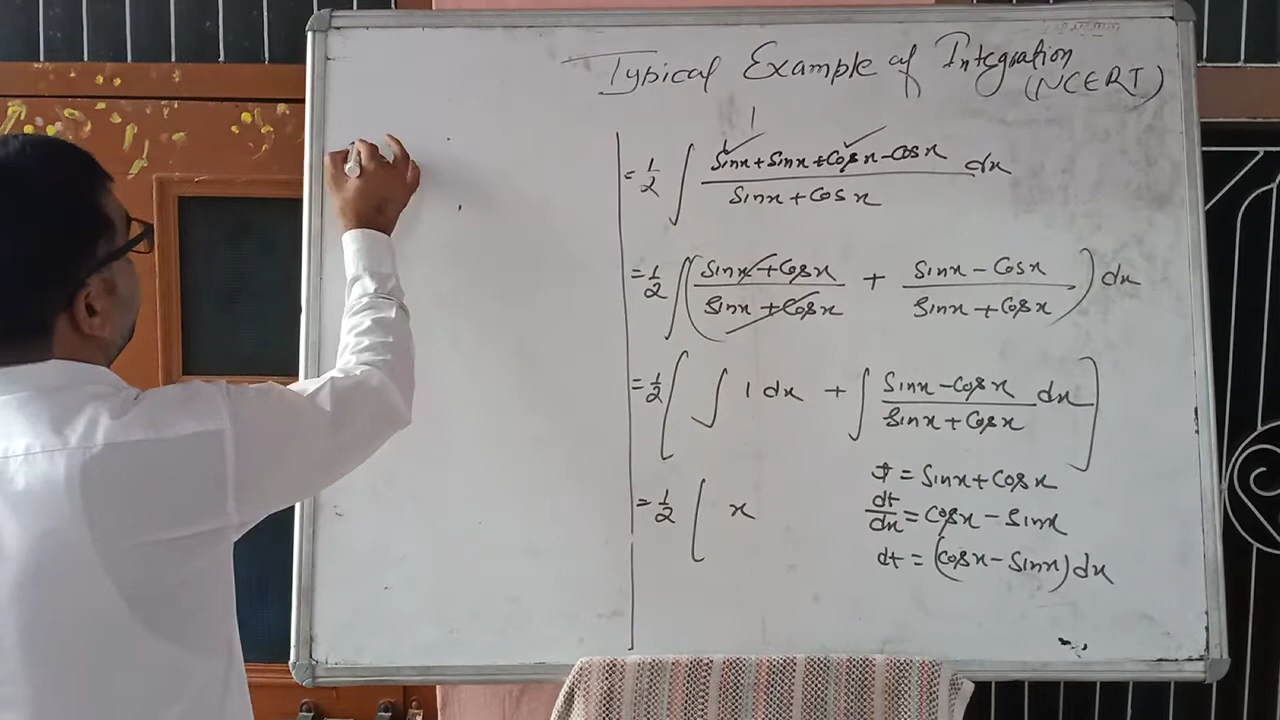 Typical Example of Integration
(NCERT)
1
= 1/2 ∫ (Sinx + Sinx + Cosx - Cosx)/(Sinx + Cosx) dx
= 1/2 ∫ ( (Sinx + Cosx)/(Sinx + Cosx) + (Sinx - Cosx)/(Sinx + Cosx) ) dx
= 1/2 [ ∫ 1 dx + ∫ (Sinx - Cosx)/(Sinx + Cosx) dx ]
t = Sinx + Cosx
= 1/2 [ x
dt/dx = Cosx - Sinx
dt = (Cosx - Sinx) dx